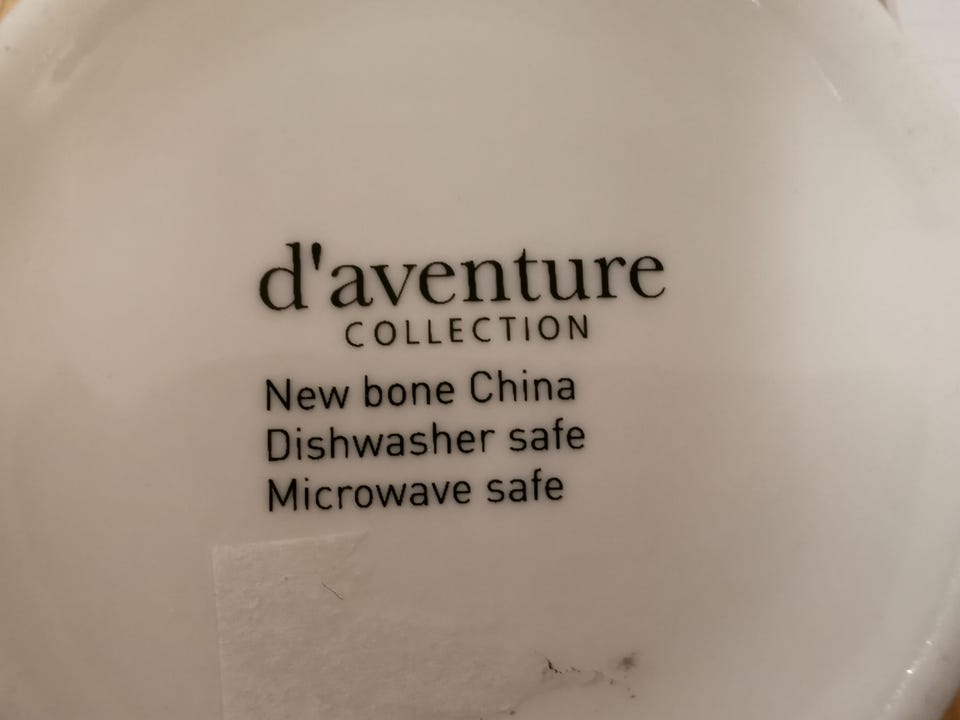 d'aventure
COLLECTION
New bone China
Dishwasher safe
Microwave safe